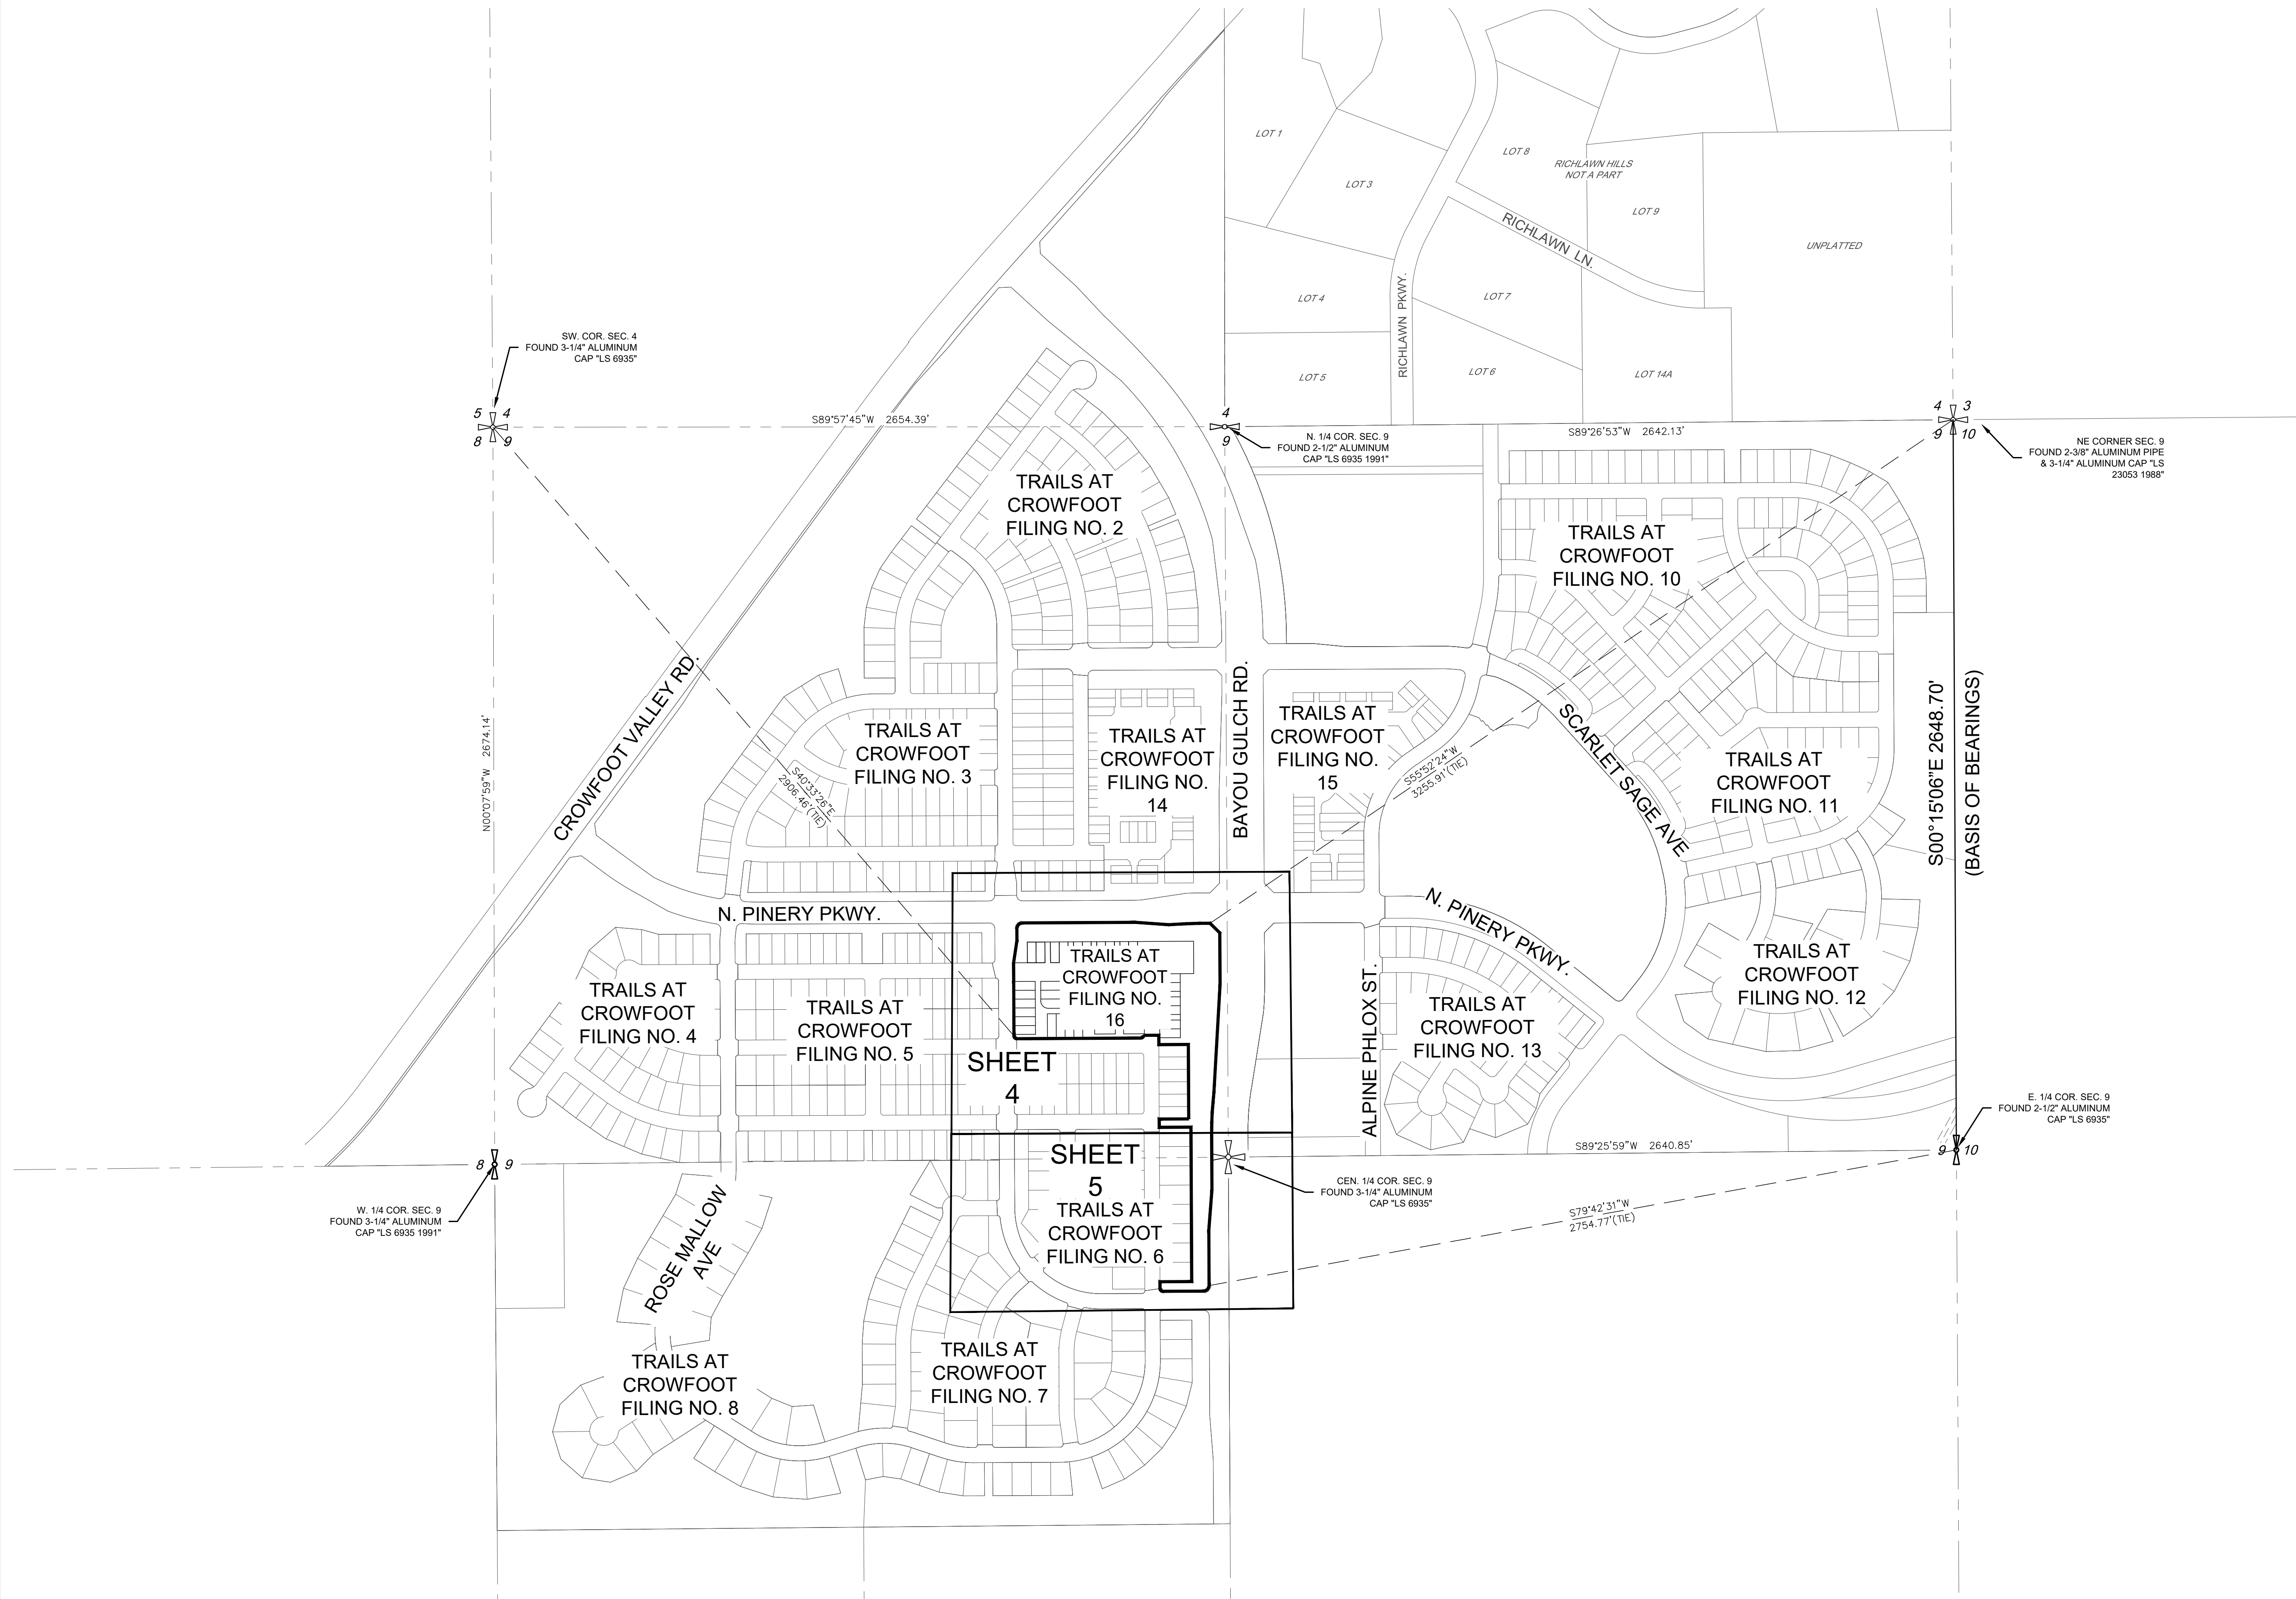 LOT 1
LOT 3
LOT 8
RICHLAWN HILLS
NOT A PART
LOT 9
RICHLAWN LN.
UNPLATTED
LOT 4
LOT 7
RICHLAWN PKWY.
LOT 5
LOT 6
LOT 14A
SW. COR. SEC. 4
FOUND 3-1/4" ALUMINUM
CAP "LS 6935"
5 4
8 9
S89°57'45"W 2654.39'
4
9
N. 1/4 COR. SEC. 9
FOUND 2-1/2" ALUMINUM
CAP "LS 6935 1991"
S89°26'53"W 2642.13'
4 3
9 10
NE CORNER SEC. 9
FOUND 2-3/8" ALUMINUM PIPE
& 3-1/4" ALUMINUM CAP "LS
23053 1988"
TRAILS AT
CROWFOOT
FILING NO. 2
TRAILS AT
CROWFOOT
FILING NO. 10
CROWFOOT VALLEY RD.
N00°07'59"W 2674.14'
TRAILS AT
CROWFOOT
FILING NO. 3
S40°33'26"E
2906.46'(TIE)
TRAILS AT
CROWFOOT
FILING NO.
14
BAYOU GULCH RD.
TRAILS AT
CROWFOOT
FILING NO.
15
S55°52'24"W
3255.91'(TIE)
SCARLET SAGE AVE
TRAILS AT
CROWFOOT
FILING NO. 11
S00°15'06"E 2648.70'
(BASIS OF BEARINGS)
N. PINERY PKWY.
N. PINERY PKWY.
TRAILS AT
CROWFOOT
FILING NO. 4
TRAILS AT
CROWFOOT
FILING NO. 5
TRAILS AT
CROWFOOT
FILING NO.
16
ALPINE PHLOX ST.
TRAILS AT
CROWFOOT
FILING NO. 13
TRAILS AT
CROWFOOT
FILING NO. 12
SHEET
4
SHEET
5
TRAILS AT
CROWFOOT
FILING NO. 6
8 9
W. 1/4 COR. SEC. 9
FOUND 3-1/4" ALUMINUM
CAP "LS 6935 1991"
CEN. 1/4 COR. SEC. 9
FOUND 3-1/4" ALUMINUM
CAP "LS 6935"
S89°25'59"W 2640.85'
E. 1/4 COR. SEC. 9
FOUND 2-1/2" ALUMINUM
CAP "LS 6935"
9 10
S79°42'31"W
2754.77'(TIE)
ROSE MALLOW
AVE
TRAILS AT
CROWFOOT
FILING NO. 8
TRAILS AT
CROWFOOT
FILING NO. 7